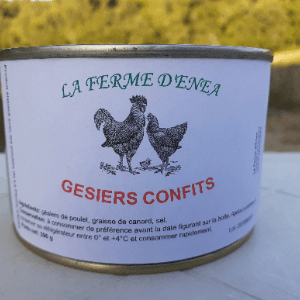 LA FERME D'ENEA
GESIERS CONFITS
Ingrédients: gésiers de poulet, graisse de canard, sel.
Conservation: à consommer de préférence avant la date figurant sur la boite,
au réfrigérateur entre 0° et +4°C et consommer rapidement.